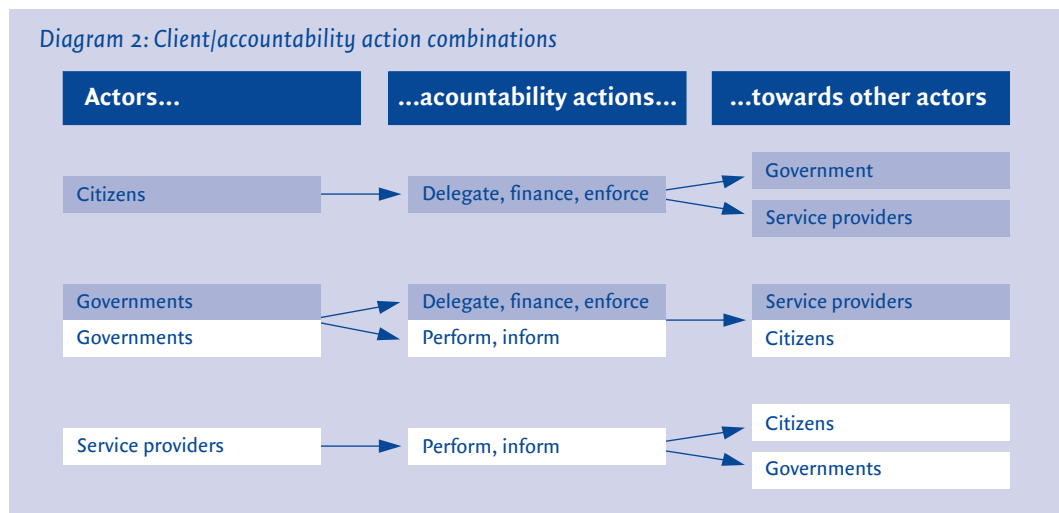 Diagram 2: Client/accountability action combinations
Actors...
...acountability actions...
...towards other actors
Citizens
Delegate, finance, enforce
Government
Service providers
Governments
Delegate, finance, enforce
Service providers
Governments
Perform, inform
Citizens
Service providers
Perform, inform
Citizens
Governments